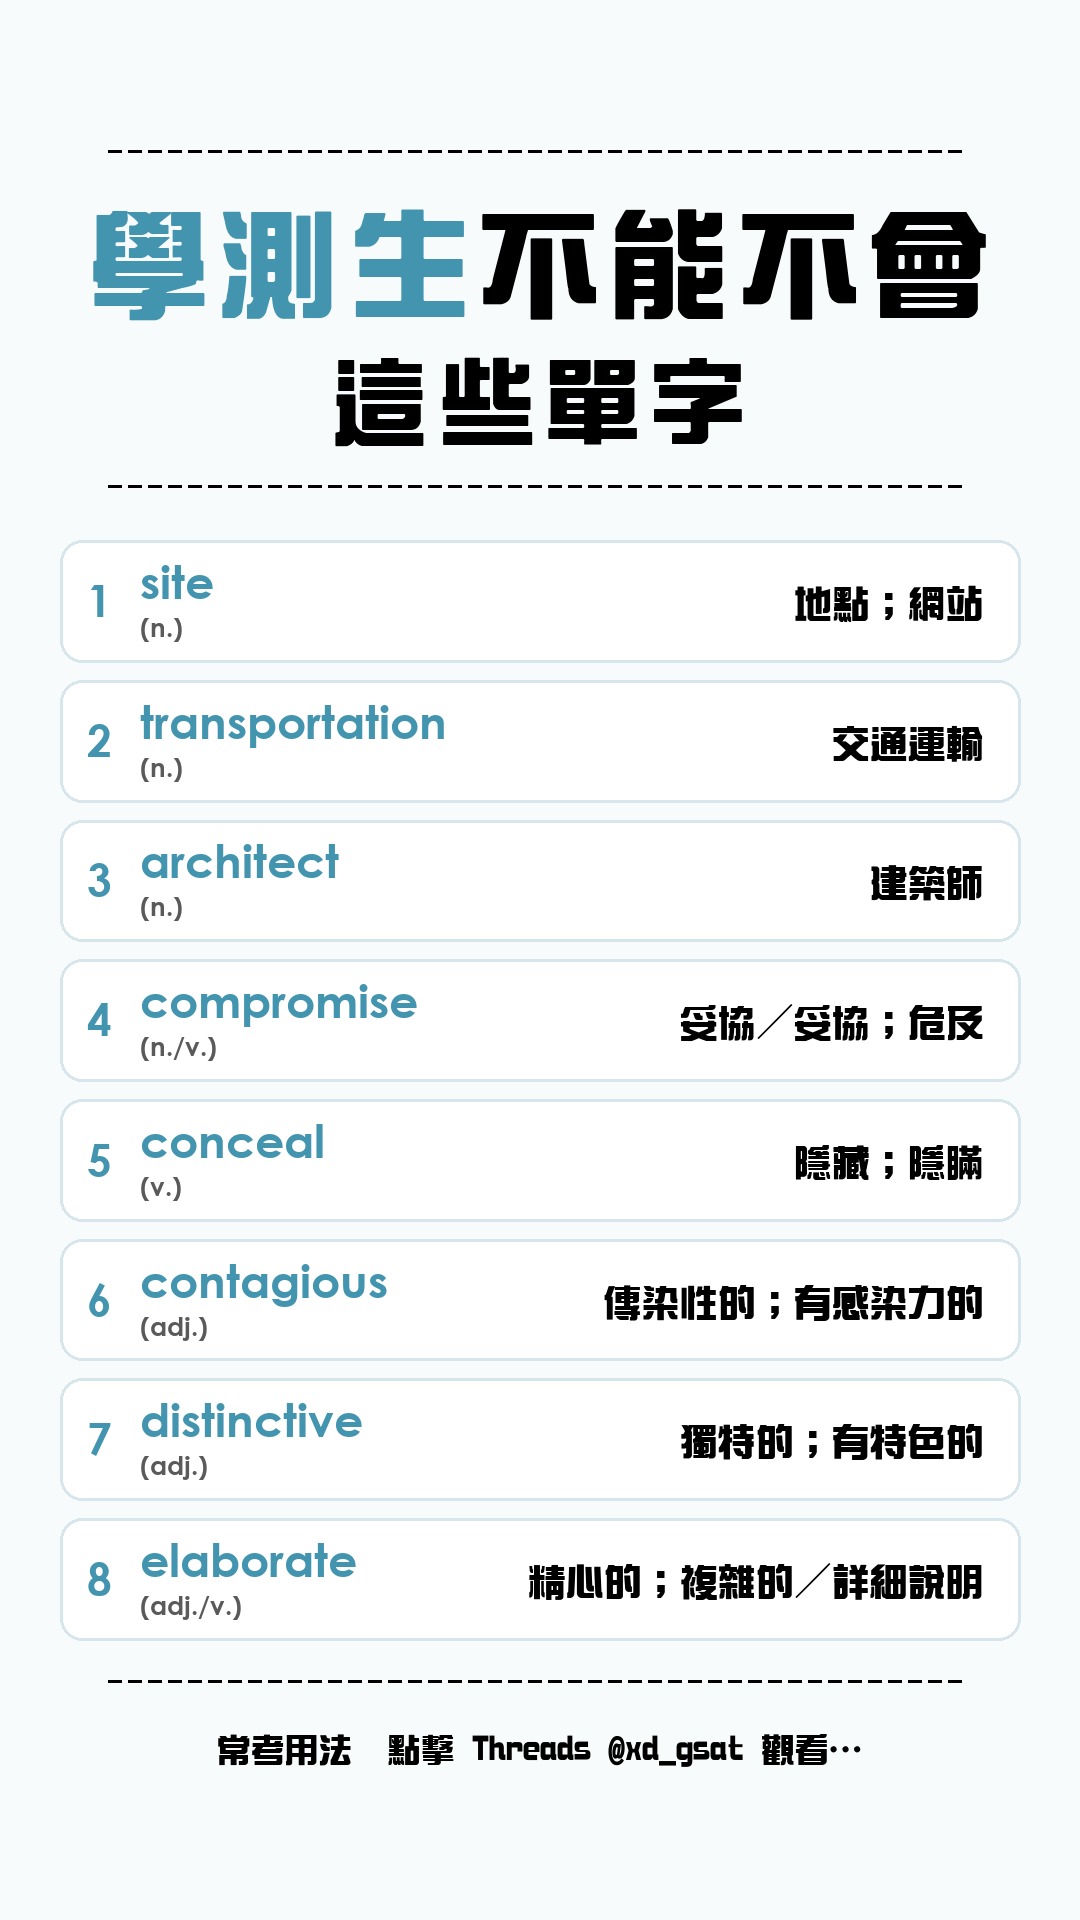 學測生不能不會
這些單字
1 site 地點；網站
(n.)
2 transportation 交通運輸
(n.)
3 architect 建築師
(n.)
4 compromise 妥協／妥協；危及
(n./v.)
5 conceal 隱藏；隱瞞
(v.)
6 contagious 傳染性的；有感染力的
(adj.)
7 distinctive 獨特的；有特色的
(adj.)
8 elaborate 精心的；複雜的／詳細說明
(adj./v.)
常考用法 點擊 Threads @xd_gsat 觀看…